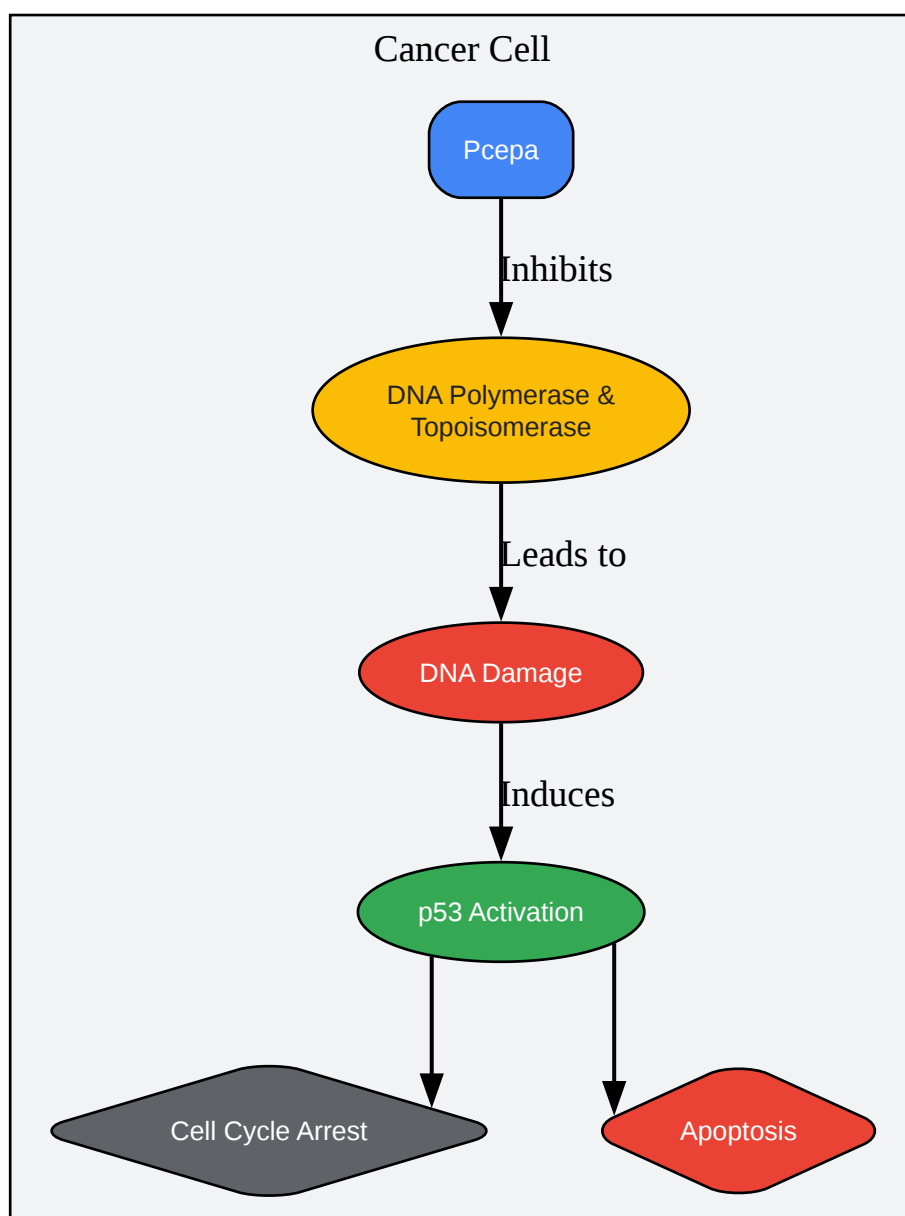 Cancer Cell
Pcepa
Inhibits
DNA Polymerase &
Topoisomerase
Leads to
DNA Damage
Induces
p53 Activation
Cell Cycle Arrest
Apoptosis